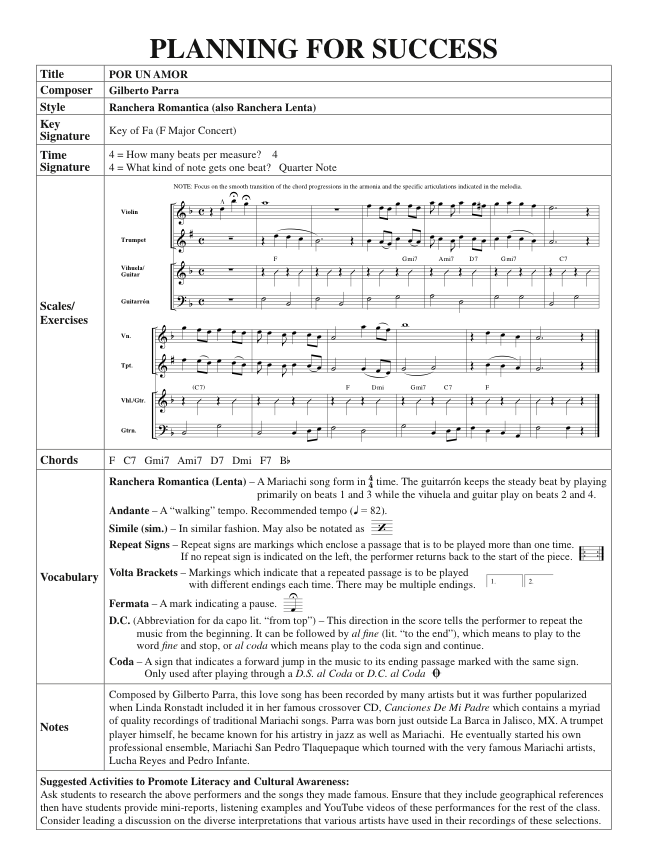 PLANNING FOR SUCCESS
Title POR UN AMOR
Composer Gilberto Parra
Style Ranchera Romantica (also Ranchera Lenta)
Key
Signature
Key of Fa (F Major Concert)
Time
Signature
4 = How many beats per measure? 4
4 = What kind of note gets one beat? Quarter Note
Scales/
Exercises
NOTE: Focus on the smooth transition of the chord progressions in the armonia and the specific articulations indicated in the melodia.
Violin
Trumpet
F Gmi7 Ami7 D7 Gmi7 C7
Vihuela/
Guitar
Guitarrón
Vn.
Tpt.
(C7) F Dmi Gmi7 C7 F
Vhl./Gtr.
Gtrn.
Chords F C7 Gmi7 Ami7 D7 Dmi F7 B♭
Vocabulary
Ranchera Romantica (Lenta) – A Mariachi song form in 4/4 time. The guitarrón keeps the steady beat by playing
primarily on beats 1 and 3 while the vihuela and guitar play on beats 2 and 4.
Andante – A “walking” tempo. Recommended tempo (♩ = 82).
Simile (sim.) – In similar fashion. May also be notated as
Repeat Signs – Repeat signs are markings which enclose a passage that is to be played more than one time.
If no repeat sign is indicated on the left, the performer returns back to the start of the piece.
Volta Brackets – Markings which indicate that a repeated passage is to be played
with different endings each time. There may be multiple endings.
1. 2.
Fermata – A mark indicating a pause.
D.C. (Abbreviation for da capo lit. “from top”) – This direction in the score tells the performer to repeat the
music from the beginning. It can be followed by al fine (lit. “to the end”), which means to play to the
word fine and stop, or al coda which means play to the coda sign and continue.
Coda – A sign that indicates a forward jump in the music to its ending passage marked with the same sign.
Only used after playing through a D.S. al Coda or D.C. al Coda
Notes
Composed by Gilberto Parra, this love song has been recorded by many artists but it was further popularized
when Linda Ronstadt included it in her famous crossover CD, Canciones De Mi Padre which contains a myriad
of quality recordings of traditional Mariachi songs. Parra was born just outside La Barca in Jalisco, MX. A trumpet
player himself, he became known for his artistry in jazz as well as Mariachi. He eventually started his own
professional ensemble, Mariachi San Pedro Tlaquepaque which tourned with the very famous Mariachi artists,
Lucha Reyes and Pedro Infante.
Suggested Activities to Promote Literacy and Cultural Awareness:
Ask students to research the above performers and the songs they made famous. Ensure that they include geographical references
then have students provide mini-reports, listening examples and YouTube videos of these performances for the rest of the class.
Consider leading a discussion on the diverse interpretations that various artists have used in their recordings of these selections.